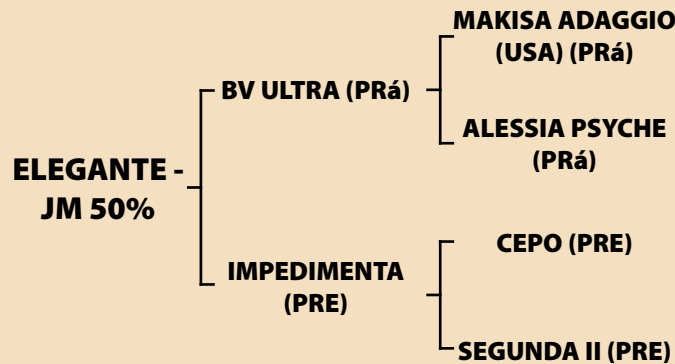 MAKISA ADAGGIO
(USA) (PRá)
BV ULTRA (PRá)
ALESSIA PSYCHE
(PRá)
ELEGANTE -
JM 50%
CEPO (PRE)
IMPEDIMENTA
(PRE)
SEGUNDA II (PRE)